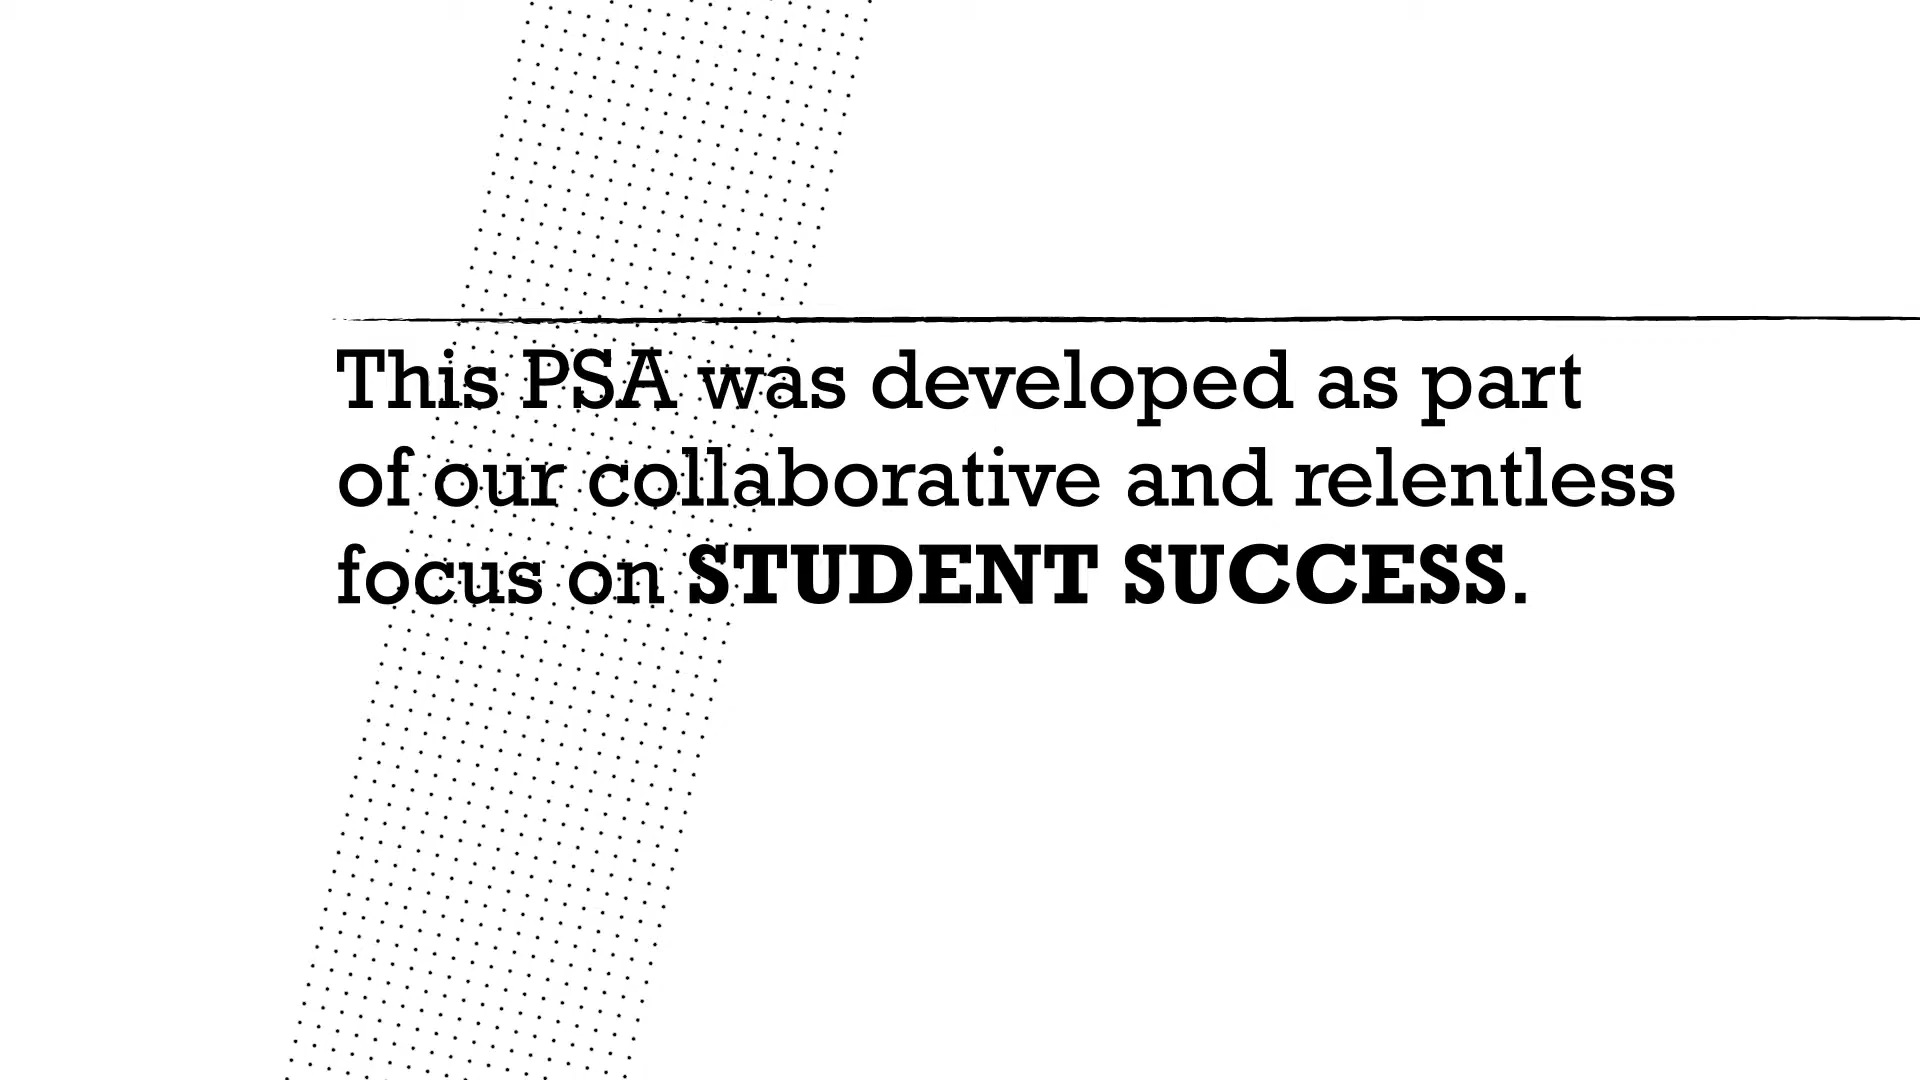 This PSA was developed as part
of our collaborative and relentless
focus on STUDENT SUCCESS.